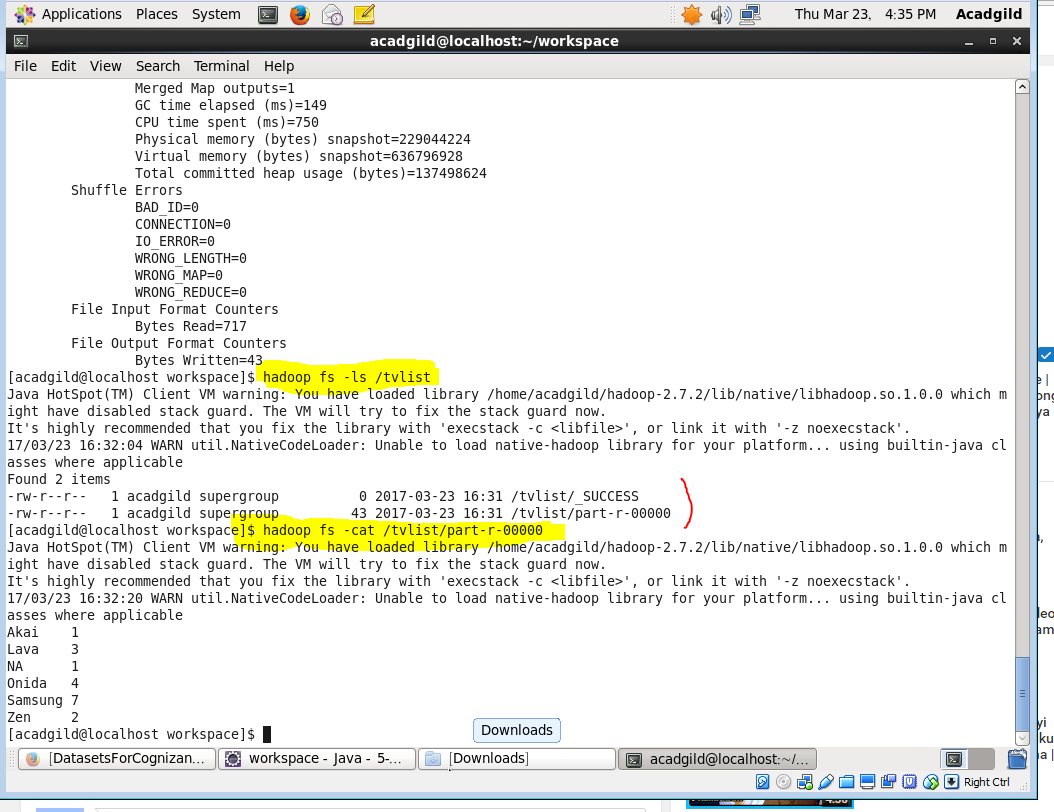 Applications Places System Thu Mar 23, 4:35 PM Acadgild
acadgild@localhost:~/workspace
File Edit View Search Terminal Help
Merged Map outputs=1
GC time elapsed (ms)=149
CPU time spent (ms)=750
Physical memory (bytes) snapshot=229044224
Virtual memory (bytes) snapshot=636796928
Total committed heap usage (bytes)=137498624
Shuffle Errors
BAD_ID=0
CONNECTION=0
IO_ERROR=0
WRONG_LENGTH=0
WRONG_MAP=0
WRONG_REDUCE=0
File Input Format Counters
Bytes Read=717
File Output Format Counters
Bytes Written=43
[acadgild@localhost workspace]$ hadoop fs -ls /tvlist
Java HotSpot(TM) Client VM warning: You have loaded library /home/acadgild/hadoop-2.7.2/lib/native/libhadoop.so.1.0.0 which m
ight have disabled stack guard. The VM will try to fix the stack guard now.
It's highly recommended that you fix the library with 'execstack -c <libfile>', or link it with '-z noexecstack'.
17/03/23 16:32:04 WARN util.NativeCodeLoader: Unable to load native-hadoop library for your platform... using builtin-java cl
asses where applicable
Found 2 items
-rw-r--r-- 1 acadgild supergroup 0 2017-03-23 16:31 /tvlist/_SUCCESS
-rw-r--r-- 1 acadgild supergroup 43 2017-03-23 16:31 /tvlist/part-r-00000
[acadgild@localhost workspace]$ hadoop fs -cat /tvlist/part-r-00000
Java HotSpot(TM) Client VM warning: You have loaded library /home/acadgild/hadoop-2.7.2/lib/native/libhadoop.so.1.0.0 which m
ight have disabled stack guard. The VM will try to fix the stack guard now.
It's highly recommended that you fix the library with 'execstack -c <libfile>', or link it with '-z noexecstack'.
17/03/23 16:32:20 WARN util.NativeCodeLoader: Unable to load native-hadoop library for your platform... using builtin-java cl
asses where applicable
Akai 1
Lava 3
NA 1
Onida 4
Samsung 7
Zen 2
[acadgild@localhost workspace]$
Downloads
[DatasetsForCognizan... workspace - Java - 5-... [Downloads] acadgild@localhost:~/...
Right Ctrl